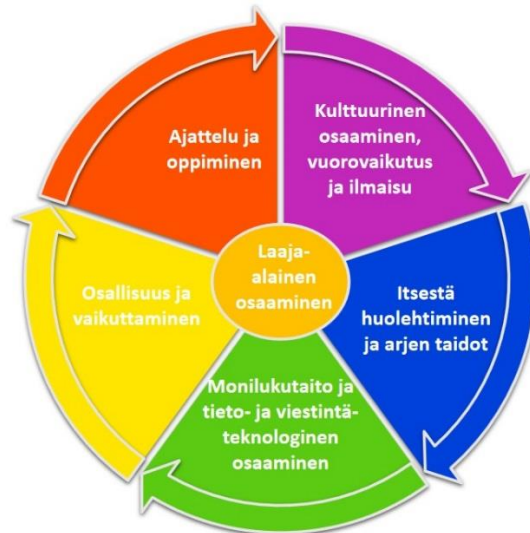 Ajattelu ja
oppiminen
Kulttuurinen
osaaminen,
vuorovaikutus
ja ilmaisu
Itsestä
huolehtiminen
ja arjen taidot
Monilukutaito ja
tieto- ja viestintä-
teknologinen
osaaminen
Osallisuus ja
vaikuttaminen
Laaja-
alainen
osaaminen